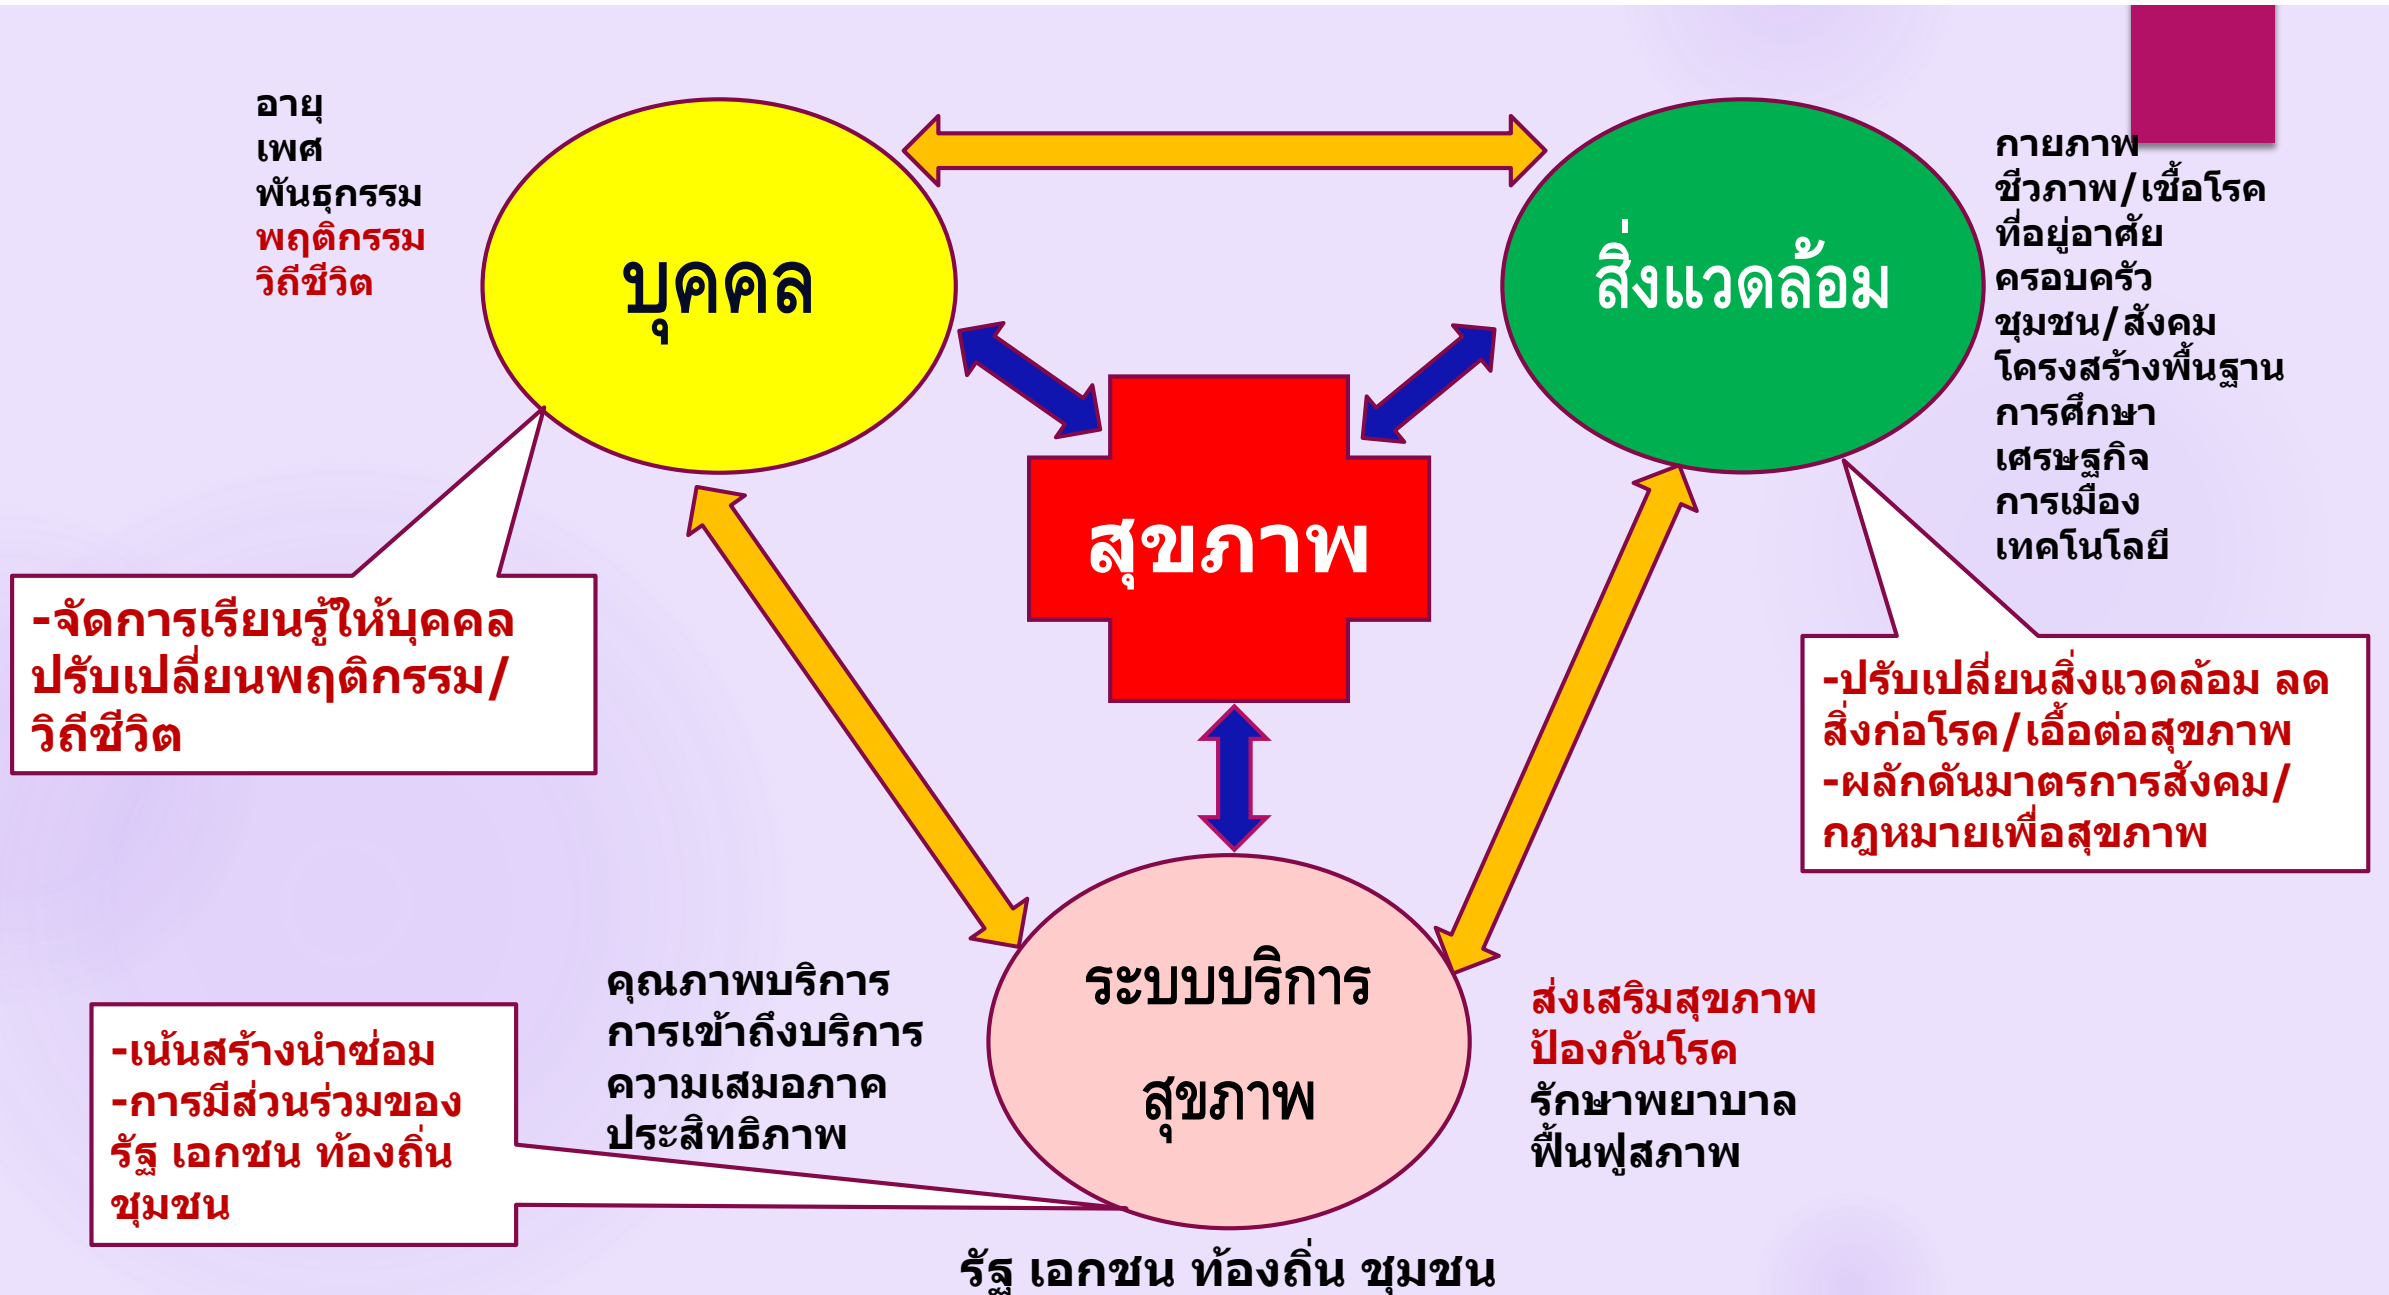 อายุ
เพศ
พันธุกรรม
พฤติกรรม
วิถีชีวิต
บุคคล
สิ่งแวดล้อม
กายภาพ
ชีวภาพ/เชื้อโรค
ที่อยู่อาศัย
ครอบครัว
ชุมชน/สังคม
โครงสร้างพื้นฐาน
การศึกษา
เศรษฐกิจ
การเมือง
เทคโนโลยี
สุขภาพ
-จัดการเรียนรู้ให้บุคคล
ปรับเปลี่ยนพฤติกรรม/
วิถีชีวิต
-ปรับเปลี่ยนสิ่งแวดล้อม ลด
สิ่งก่อโรค/เอื้อต่อสุขภาพ
-ผลักดันมาตรการสังคม/
กฎหมายเพื่อสุขภาพ
-เน้นสร้างนำซ่อม
-การมีส่วนร่วมของ
รัฐ เอกชน ท้องถิ่น
ชุมชน
คุณภาพบริการ
การเข้าถึงบริการ
ความเสมอภาค
ประสิทธิภาพ
ระบบบริการ
สุขภาพ
ส่งเสริมสุขภาพ
ป้องกันโรค
รักษาพยาบาล
ฟื้นฟูสภาพ
รัฐ เอกชน ท้องถิ่น ชุมชน